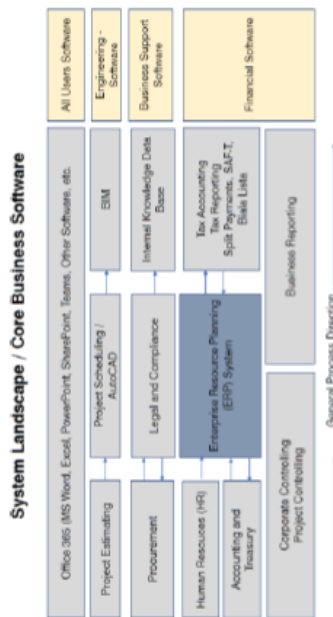 System Landscape / Core Business Software
Office 365 (MS Word, Excel, PowerPoint, SharePoint, Teams, Other Software, etc.
All Users Software
Project Estimating
Project Scheduling /
AutoCAD
BIM
Engineering -
Software
Procurement
Legal and Compliance
Internal Knowledge Data
Base
Business Support
Software
Human Resouces (HR)
Accounting and
Treasury
Enterprise Resource Planning
(ERP) System
Tax Accounting
Tax Reporting
Split Payments, SAF-T,
Biala Lista
Financial Software
Corporate Controlling
Project Controlling
Business Reporting
General Process Direction